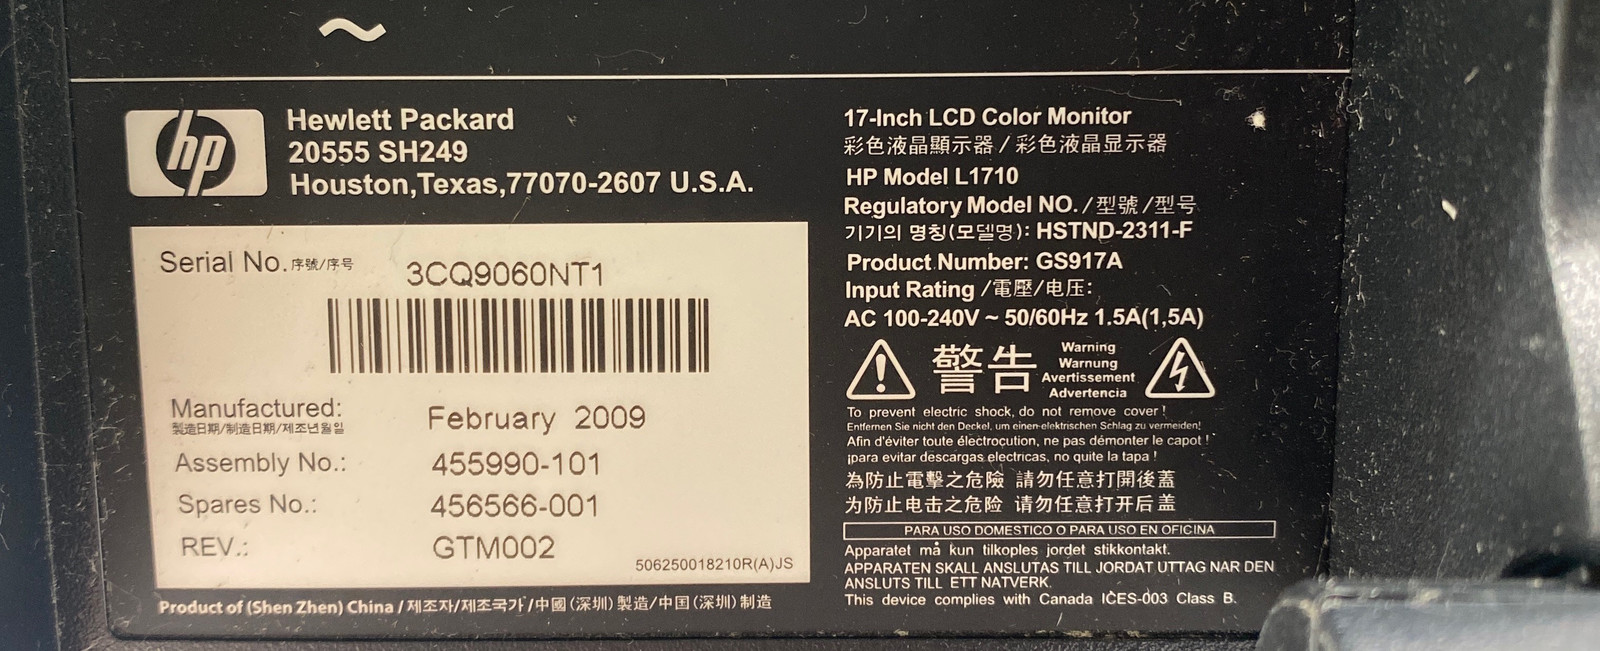 ~
hp
Hewlett Packard
20555 SH249
Houston,Texas,77070-2607 U.S.A.
Serial No.序號/序号 3CQ9060NT1
Manufactured: February 2009
製造日期/制造日期/제조년월일
Assembly No.: 455990-101
Spares No.: 456566-001
REV.: GTM002
506250018210R(A)JS
Product of (Shen Zhen) China / 제조자/제조국가 /中國 (深圳) 製造/中国 (深圳) 制造
17-Inch LCD Color Monitor
彩色液晶顯示器 / 彩色液晶显示器
HP Model L1710
Regulatory Model NO. / 型號 / 型号
기기의 명칭(모델명): HSTND-2311-F
Product Number: GS917A
Input Rating /電壓/电压:
AC 100-240V ~ 50/60Hz 1.5A(1,5A)
警告
Warning
Warnung
Avertissement
Advertencia
To prevent electric shock, do not remove cover !
Entfernen Sie nicht den Deckel, um einen elektrischen Schlag zu vermeiden!
Afin d'éviter toute électrocution, ne pas démonter le capot !
¡para evitar descargas electricas, no quite la tapa !
為防止電擊之危險 請勿任意打開後蓋
为防止电击之危险 请勿任意打开后盖
PARA USO DOMESTICO O PARA USO EN OFICINA
Apparatet må kun tilkoples jordet stikkontakt.
APPARATEN SKALL ANSLUTAS TILL JORDAT UTTAG NAR DEN
ANSLUTS TILL ETT NATVERK.
This device complies with Canada ICES-003 Class B.